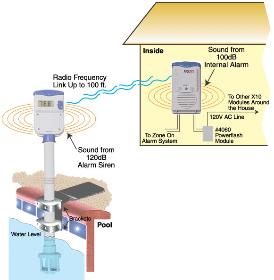 Inside
Sound from
100dB
Internal Alarm
Radio Frequency
Link Up to 100 ft.
To Other X10
Modules Around
the House
120V AC Line
To Zone On
Alarm System
#4060
Powerflash
Module
Sound from
120dB
Alarm Siren
Brackets
Water Level
Pool